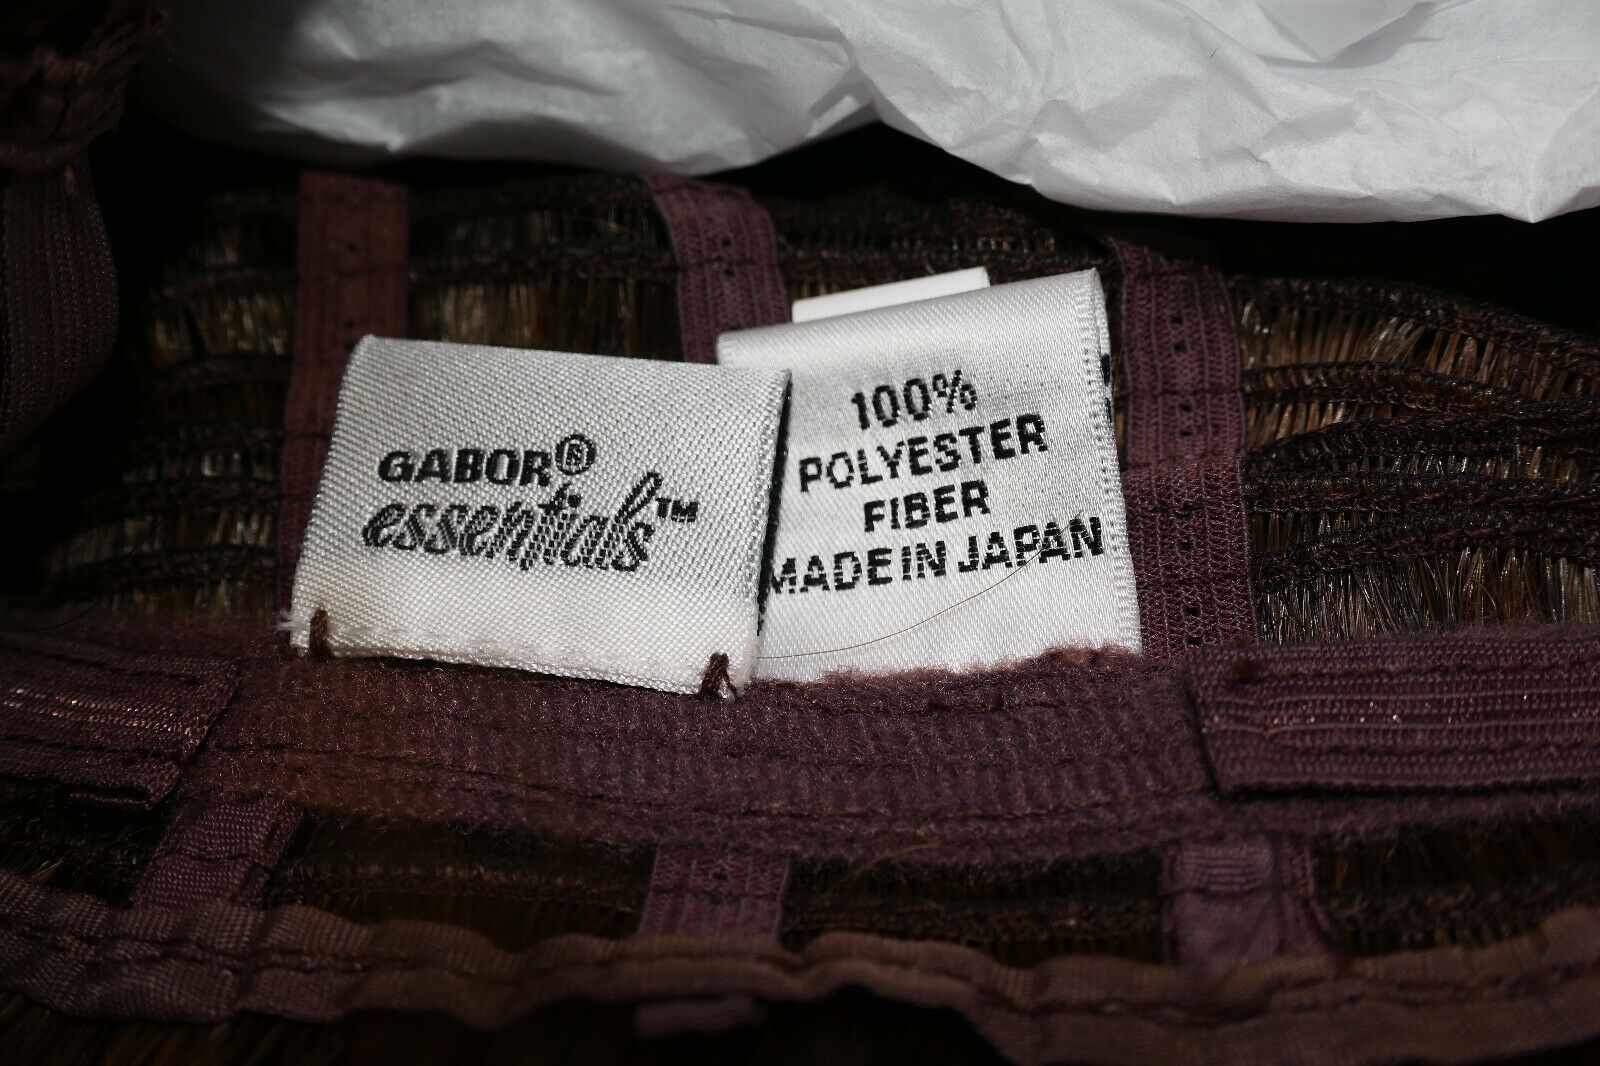 GABOR®
essentials™
100%
POLYESTER
FIBER
MADE IN JAPAN